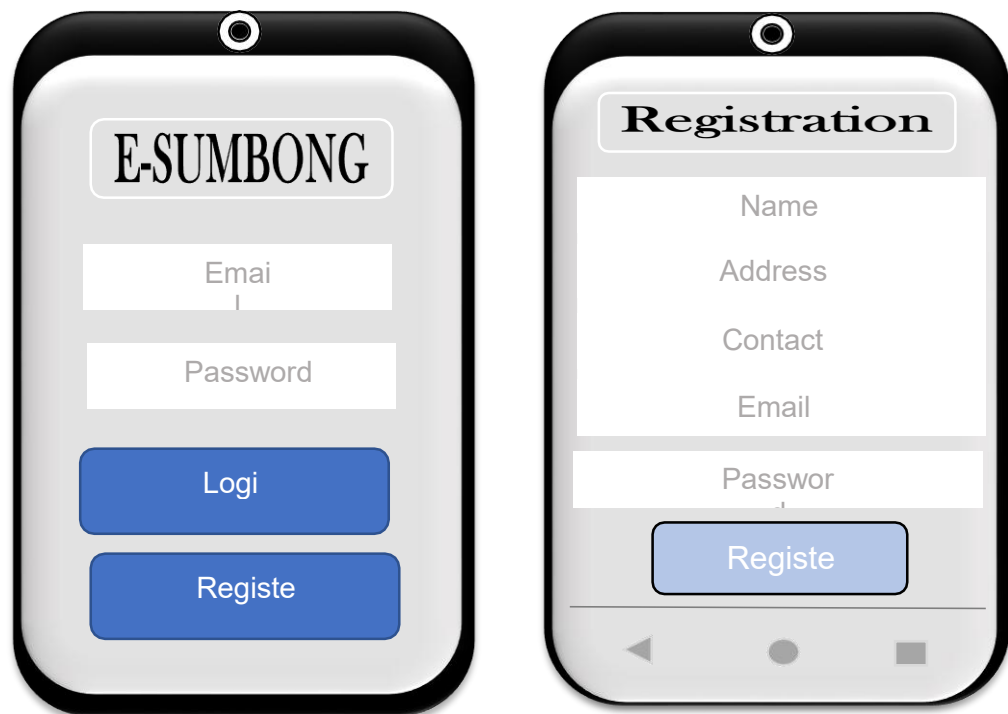 E-SUMBONG
Emai
l
Password
Logi
Registe
Registration
Name
Address
Contact
Email
Passwor
Registe